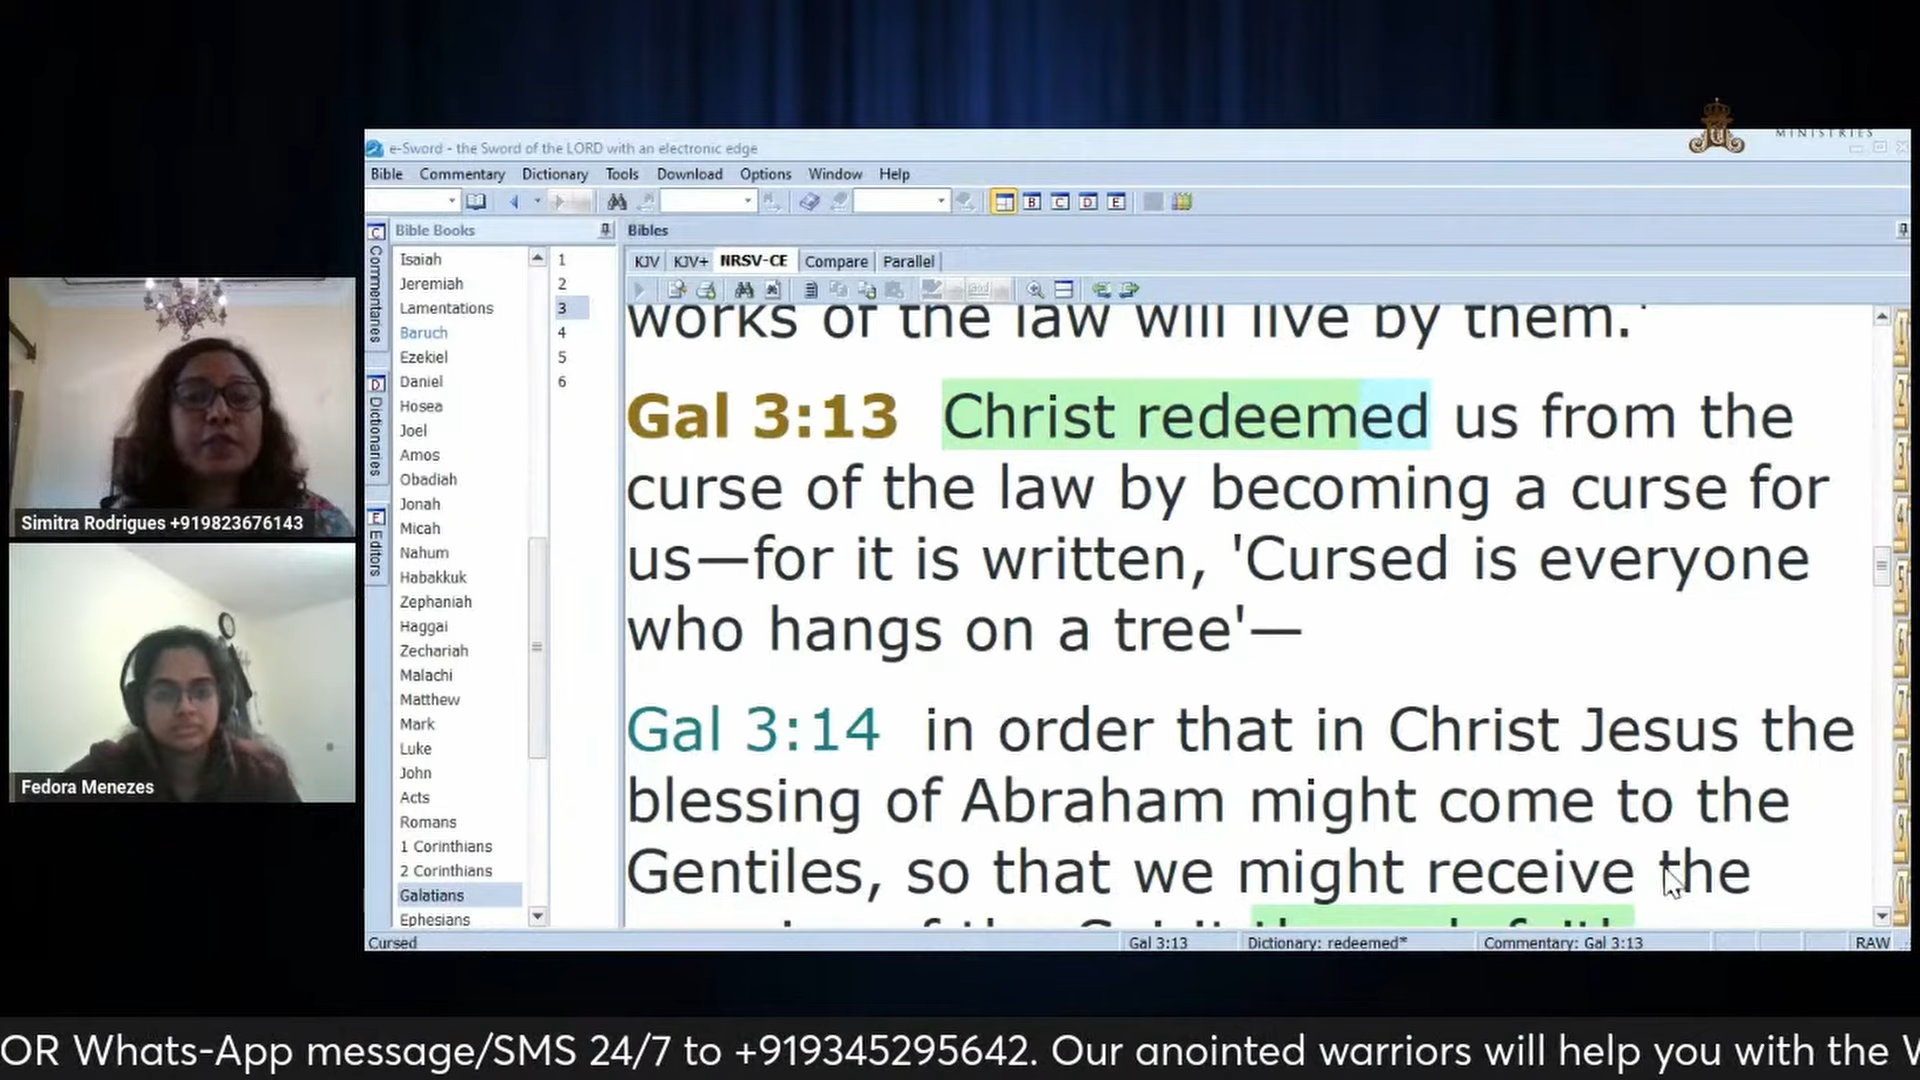 MINISTRIES
e-Sword - the Sword of the LORD with an electronic edge
Bible Commentary Dictionary Tools Download Options Window Help
B C D E
Bible Books
Bibles
C Commentaries
D Dictionaries
E Editors
Isaiah
Jeremiah
Lamentations
Baruch
Ezekiel
Daniel
Hosea
Joel
Amos
Obadiah
Jonah
Micah
Nahum
Habakkuk
Zephaniah
Haggai
Zechariah
Malachi
Matthew
Mark
Luke
John
Acts
Romans
1 Corinthians
2 Corinthians
Galatians
Ephesians
1
2
3
4
5
6
KJV KJV+ NRSV-CE Compare Parallel
works of the law will live by them.'
Gal 3:13 Christ redeemed us from the
curse of the law by becoming a curse for
us—for it is written, 'Cursed is everyone
who hangs on a tree'—
Gal 3:14 in order that in Christ Jesus the
blessing of Abraham might come to the
Gentiles, so that we might receive the
Cursed
Gal 3:13
Dictionary: redeemed*
Commentary: Gal 3:13
RAW
Simitra Rodrigues +919823676143
Fedora Menezes
OR Whats-App message/SMS 24/7 to +919345295642. Our anointed warriors will help you with the